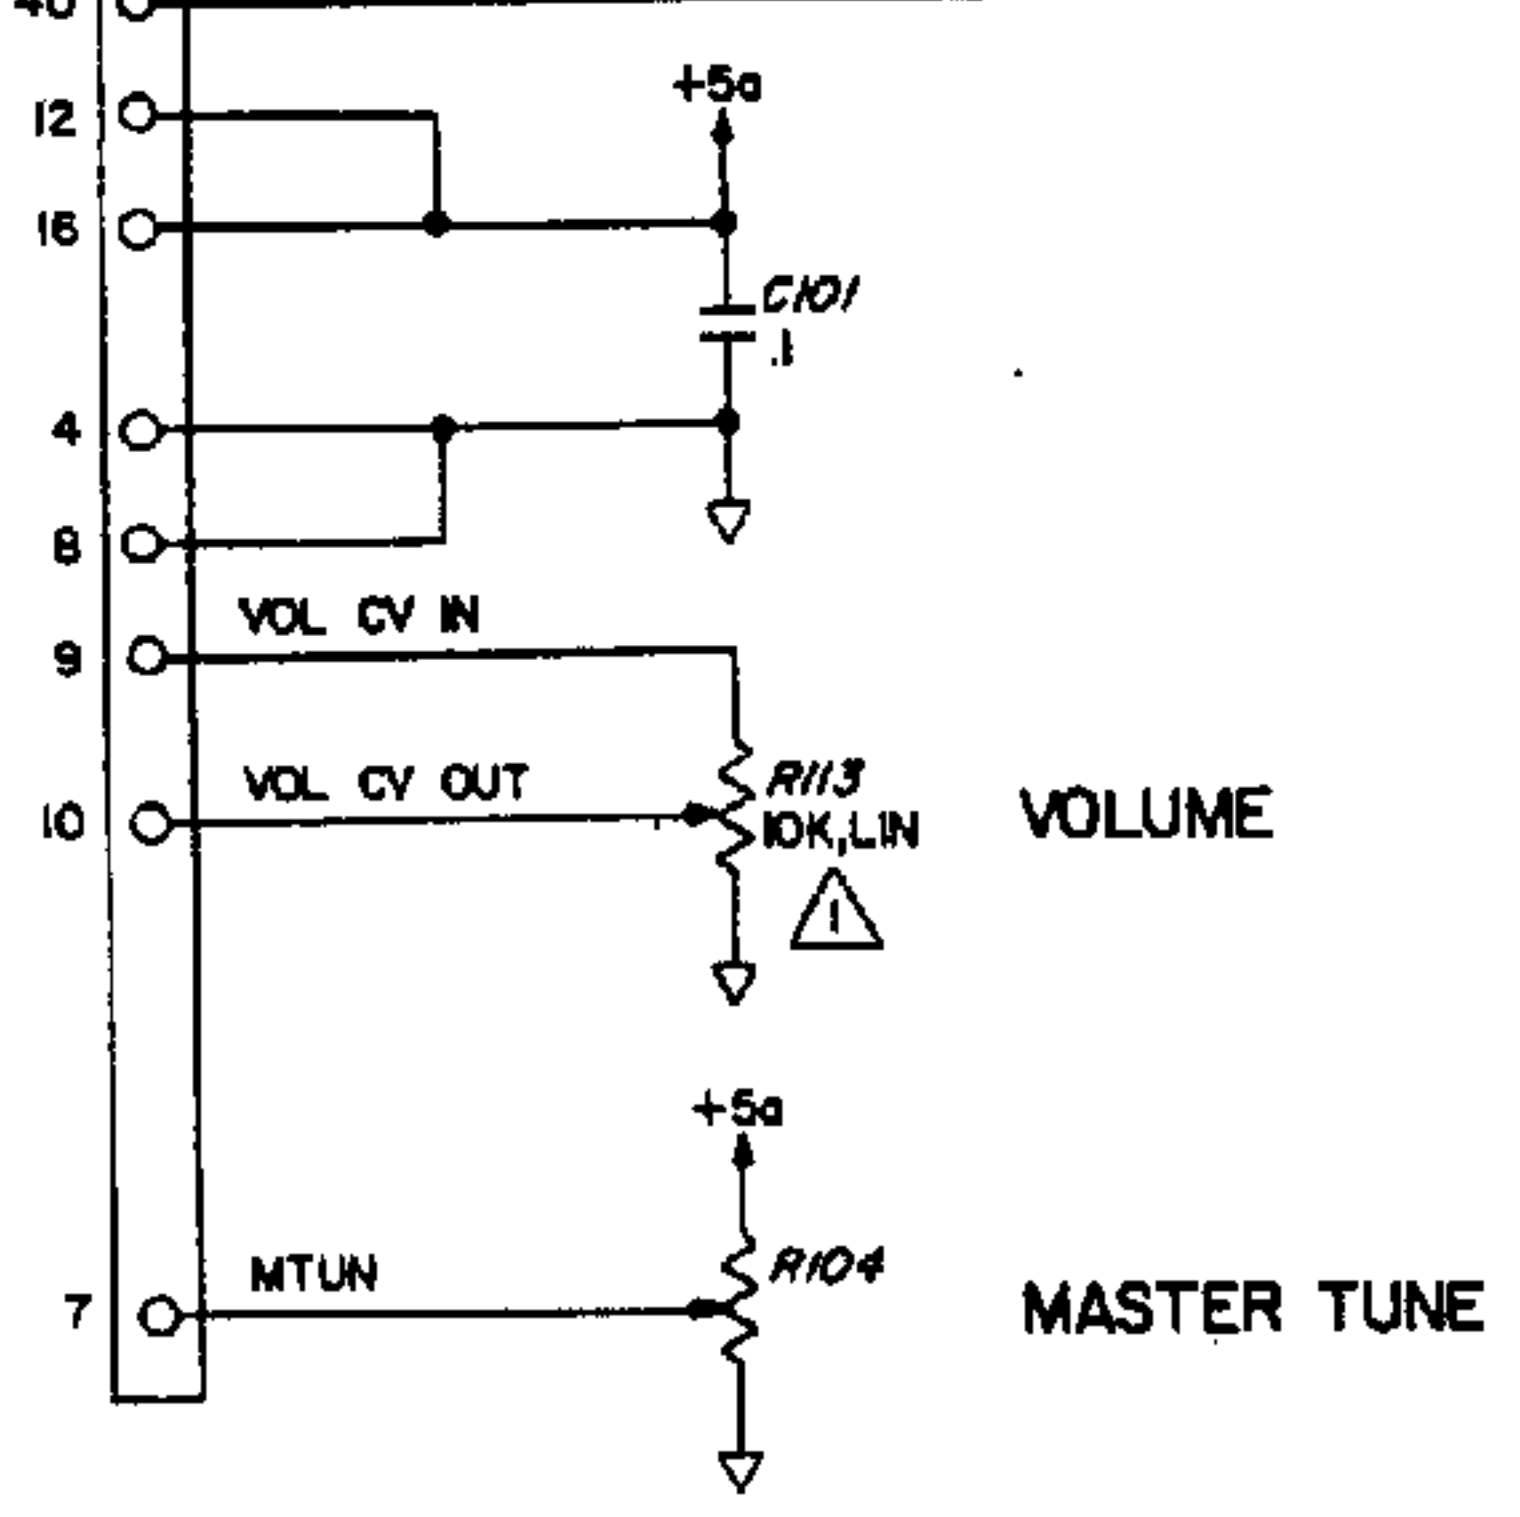 40
+5a
12
16
C101
.1
4
8
VOL CV IN
9
VOL CV OUT
10
R113
10K,LIN
VOLUME
1
+5a
MTUN
7
R104
MASTER TUNE